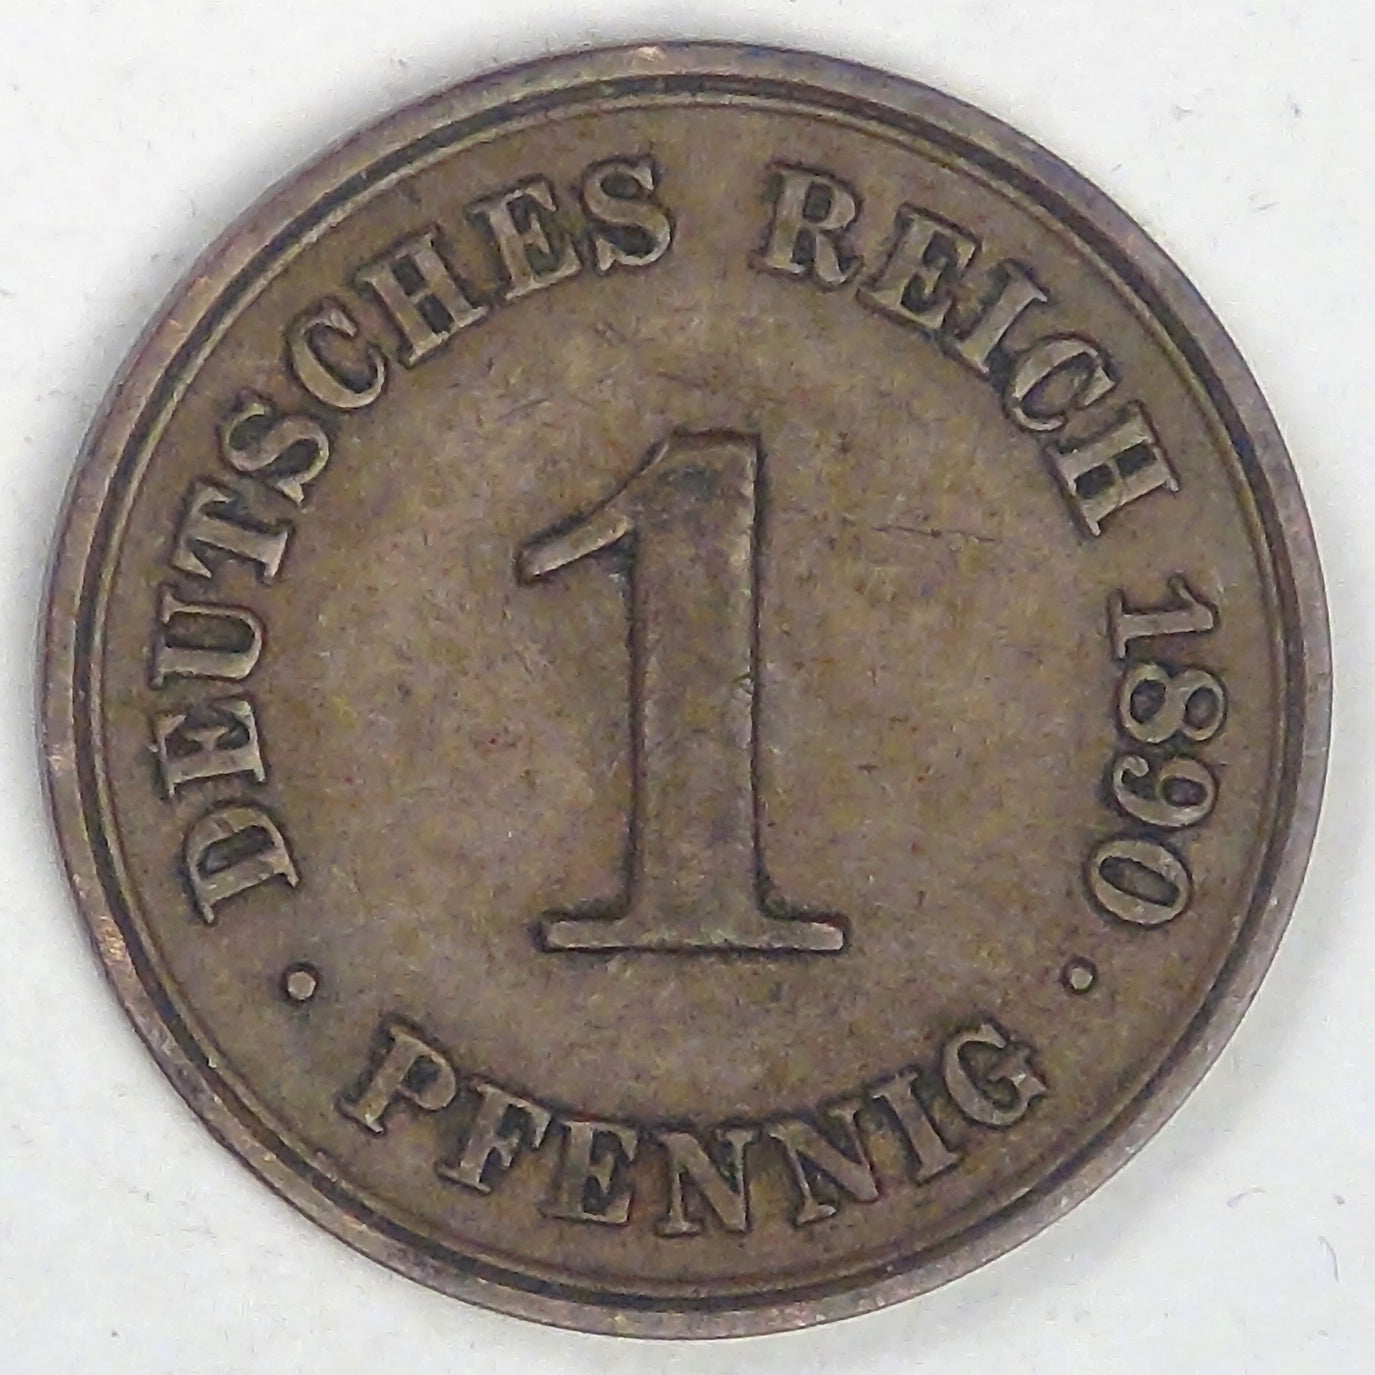 DEUTSCHES REICH 1890
· PFENNIG ·
1